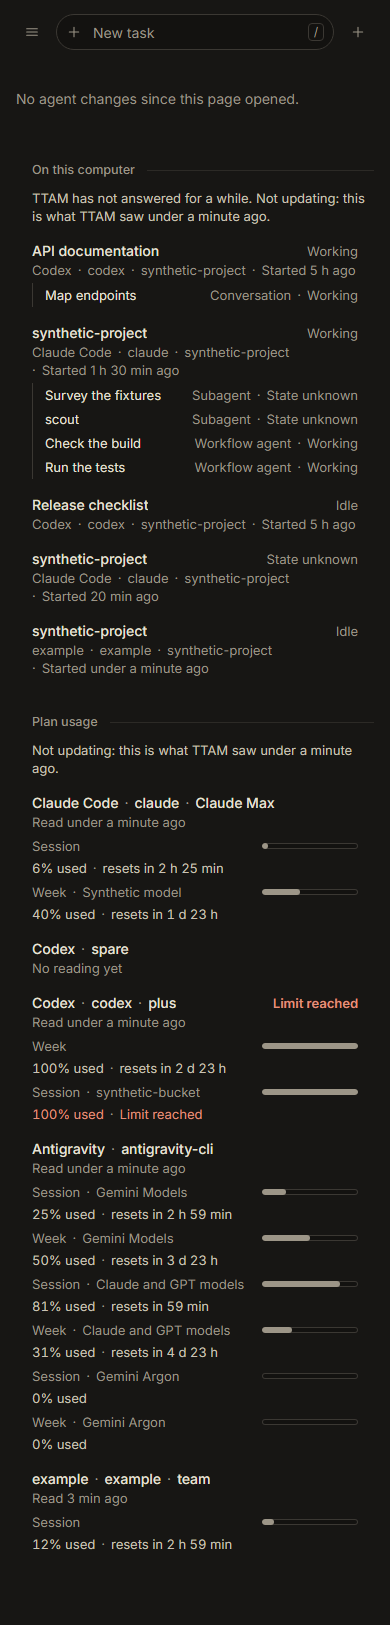 New task
/
No agent changes since this page opened.
On this computer
TTAM has not answered for a while. Not updating: this
is what TTAM saw under a minute ago.
API documentation Working
Codex · codex · synthetic-project · Started 5 h ago
Map endpoints Conversation · Working
synthetic-project Working
Claude Code · claude · synthetic-project
· Started 1 h 30 min ago
Survey the fixtures Subagent · State unknown
scout Subagent · State unknown
Check the build Workflow agent · Working
Run the tests Workflow agent · Working
Release checklist Idle
Codex · codex · synthetic-project · Started 5 h ago
synthetic-project State unknown
Claude Code · claude · synthetic-project
· Started 20 min ago
synthetic-project Idle
example · example · synthetic-project
· Started under a minute ago
Plan usage
Not updating: this is what TTAM saw under a minute
ago.
Claude Code · claude · Claude Max
Read under a minute ago
Session
6% used · resets in 2 h 25 min
Week · Synthetic model
40% used · resets in 1 d 23 h
Codex · spare
No reading yet
Codex · codex · plus Limit reached
Read under a minute ago
Week
100% used · resets in 2 d 23 h
Session · synthetic-bucket
100% used · Limit reached
Antigravity · antigravity-cli
Read under a minute ago
Session · Gemini Models
25% used · resets in 2 h 59 min
Week · Gemini Models
50% used · resets in 3 d 23 h
Session · Claude and GPT models
81% used · resets in 59 min
Week · Claude and GPT models
31% used · resets in 4 d 23 h
Session · Gemini Argon
0% used
Week · Gemini Argon
0% used
example · example · team
Read 3 min ago
Session
12% used · resets in 2 h 59 min